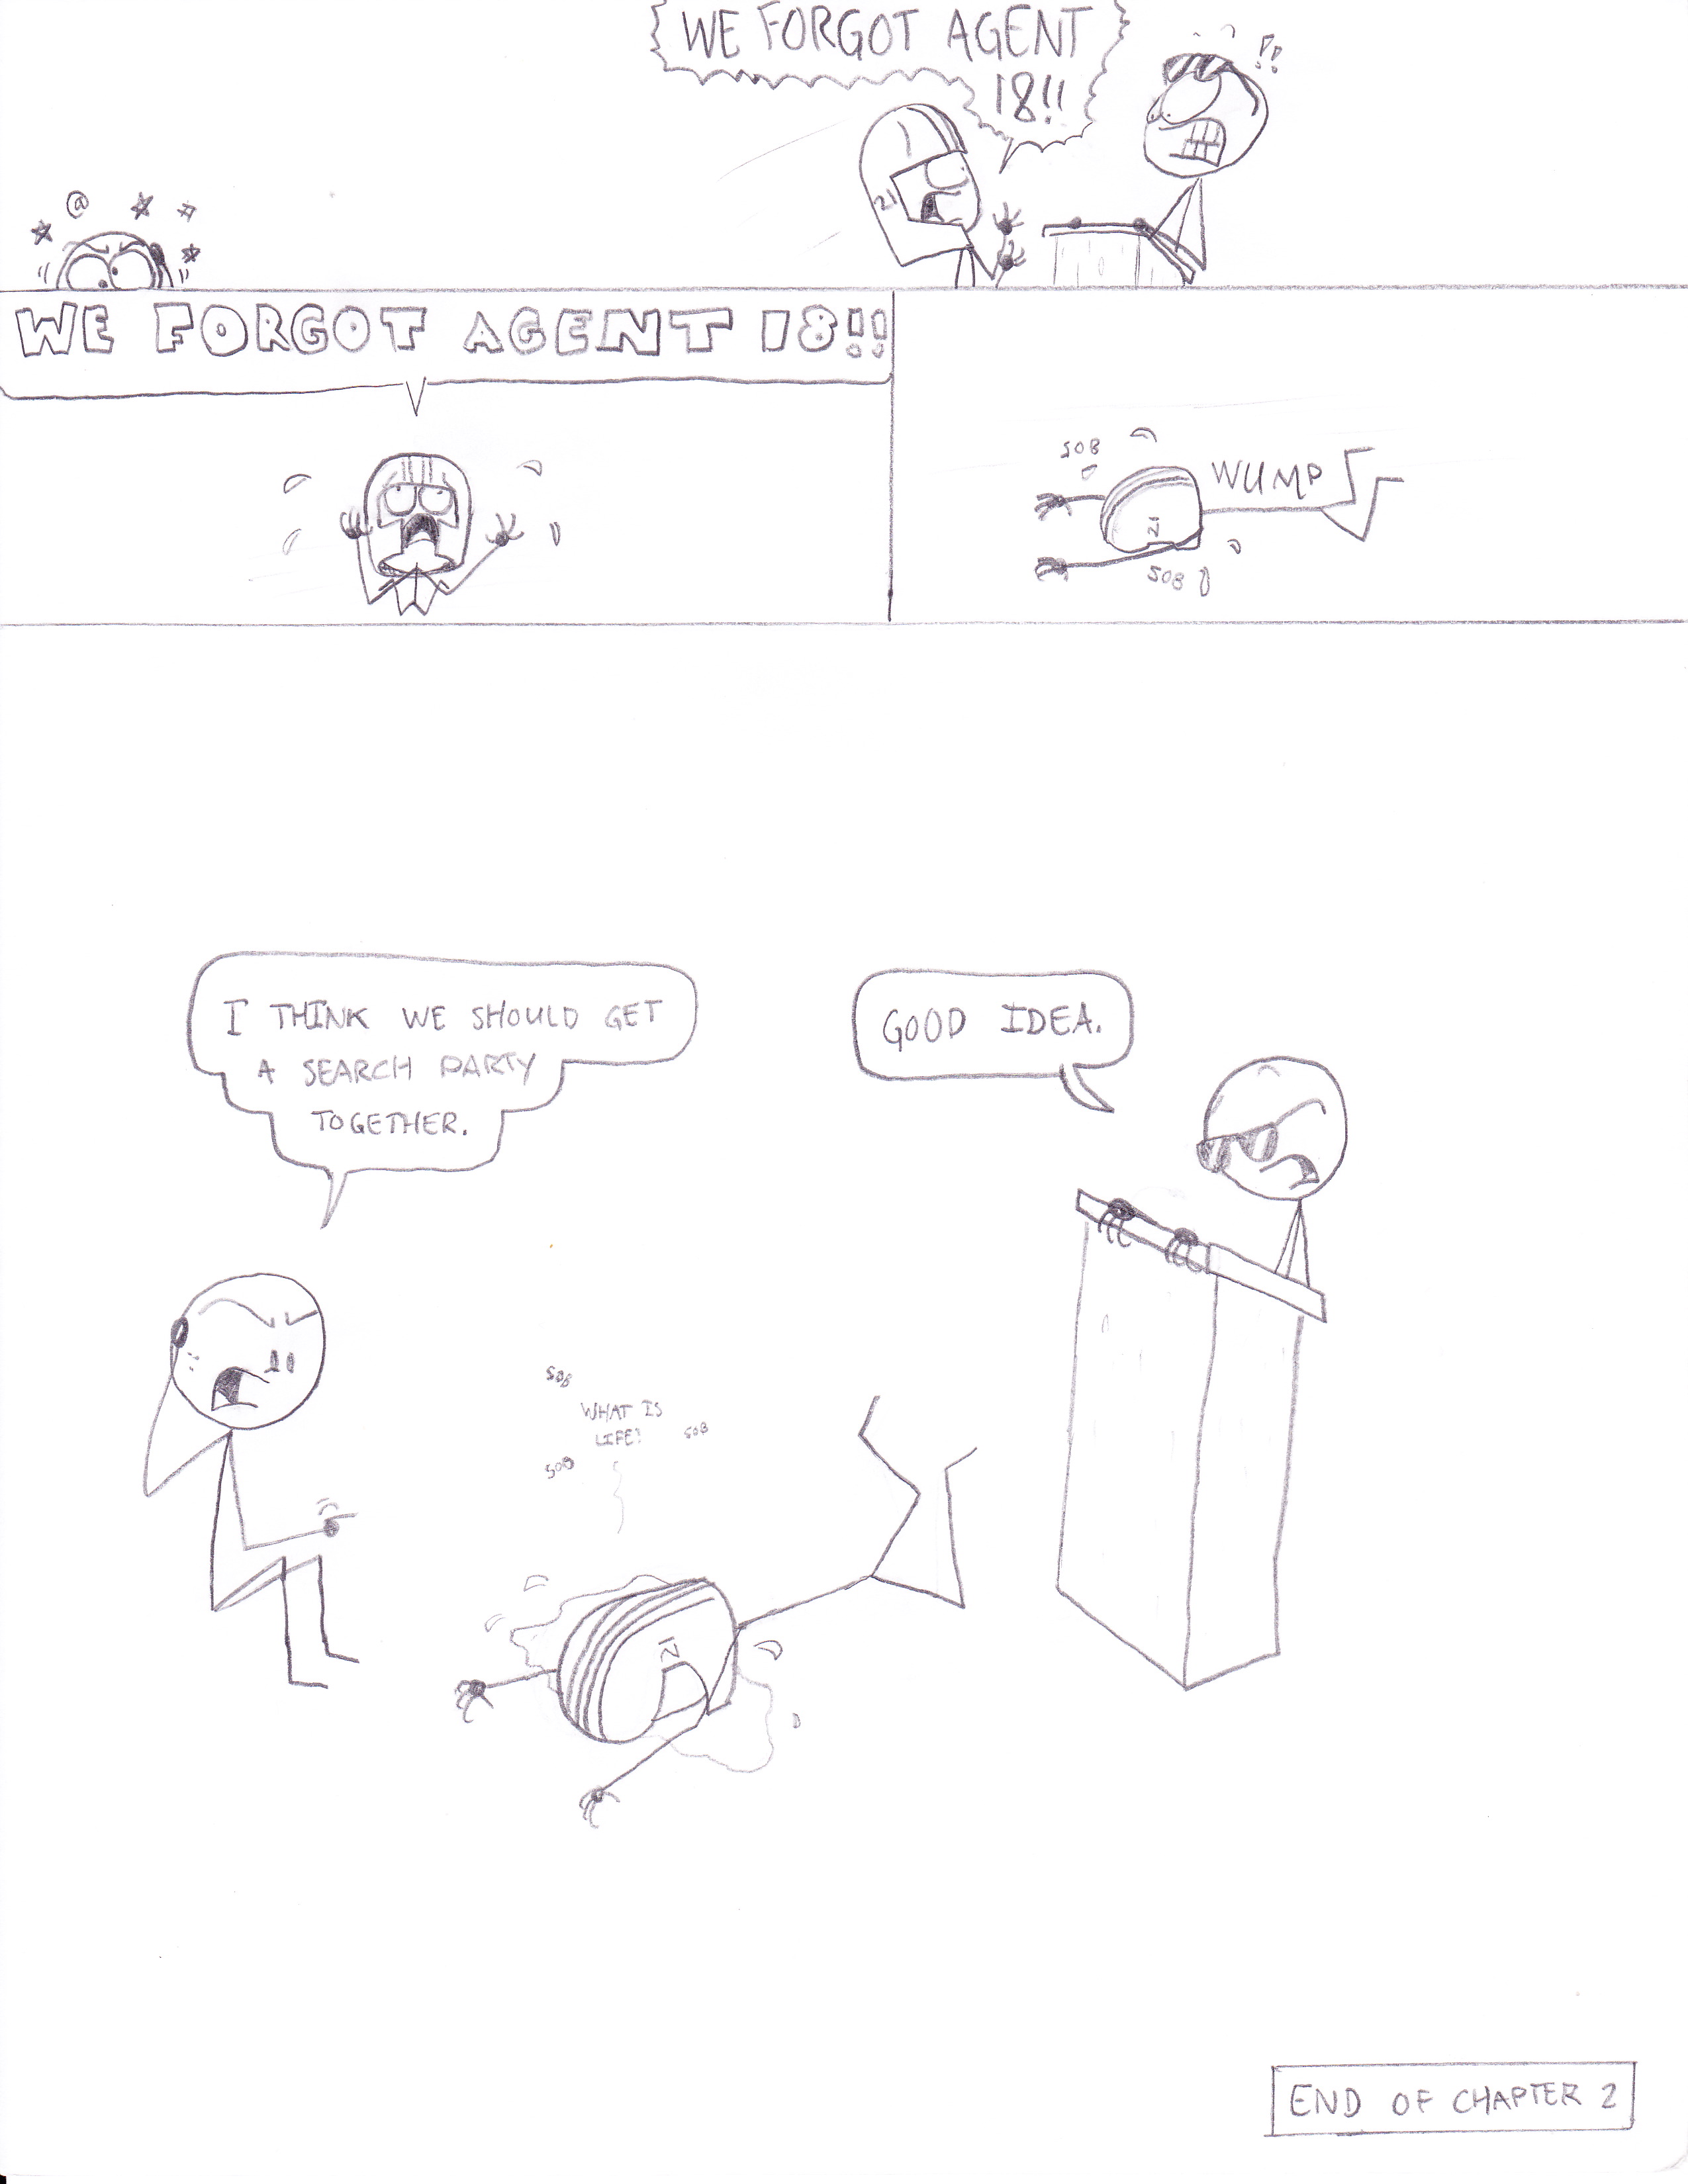 WE FORGOT AGENT
18!!
!!
21
@
WE FORGOT AGENT 18!!
SOB
WUMP
21
SOB
I THINK WE SHOULD GET
A SEARCH PARTY
TOGETHER.
GOOD IDEA.
SOB
WHAT IS
LIFE?
SOB
SOB
21
END OF CHAPTER 2